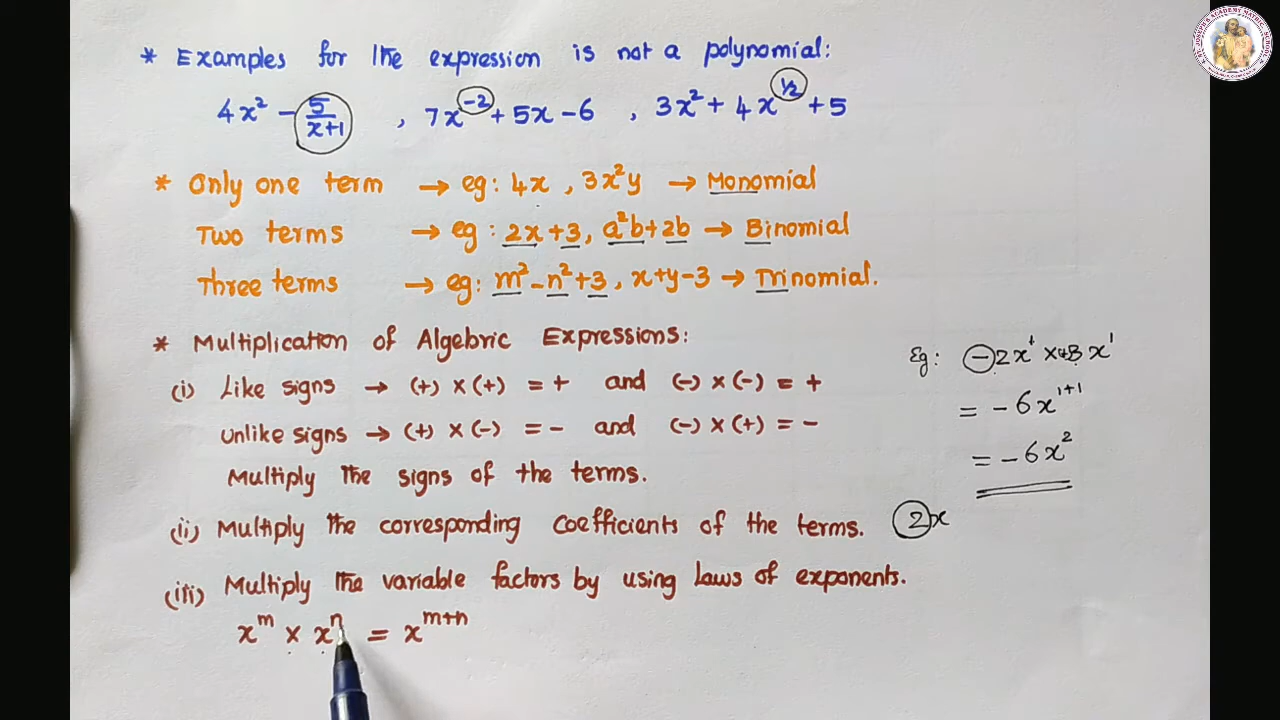 * Examples for the expression is not a polynomial:
4x² - 5/(x+1) , 7x⁻² + 5x - 6 , 3x² + 4x^(1/2) + 5
* Only one term → eg: 4x , 3x²y → Monomial
Two terms → eg : 2x + 3, a²b + 2b → Binomial
Three terms → eg: m² - n² + 3 , x+y-3 → Trinomial.
* Multiplication of Algebric Expressions:
(i) Like signs → (+) × (+) = + and (-) × (-) = +
Unlike signs → (+) × (-) = - and (-) × (+) = -
Multiply the signs of the terms.
(ii) Multiply the corresponding coefficients of the terms. 2x
(iii) Multiply the variable factors by using laws of exponents.
x^m × x^n = x^(m+n)
Eg: -2x¹ × +3x¹
= -6x^(1+1)
= -6x²